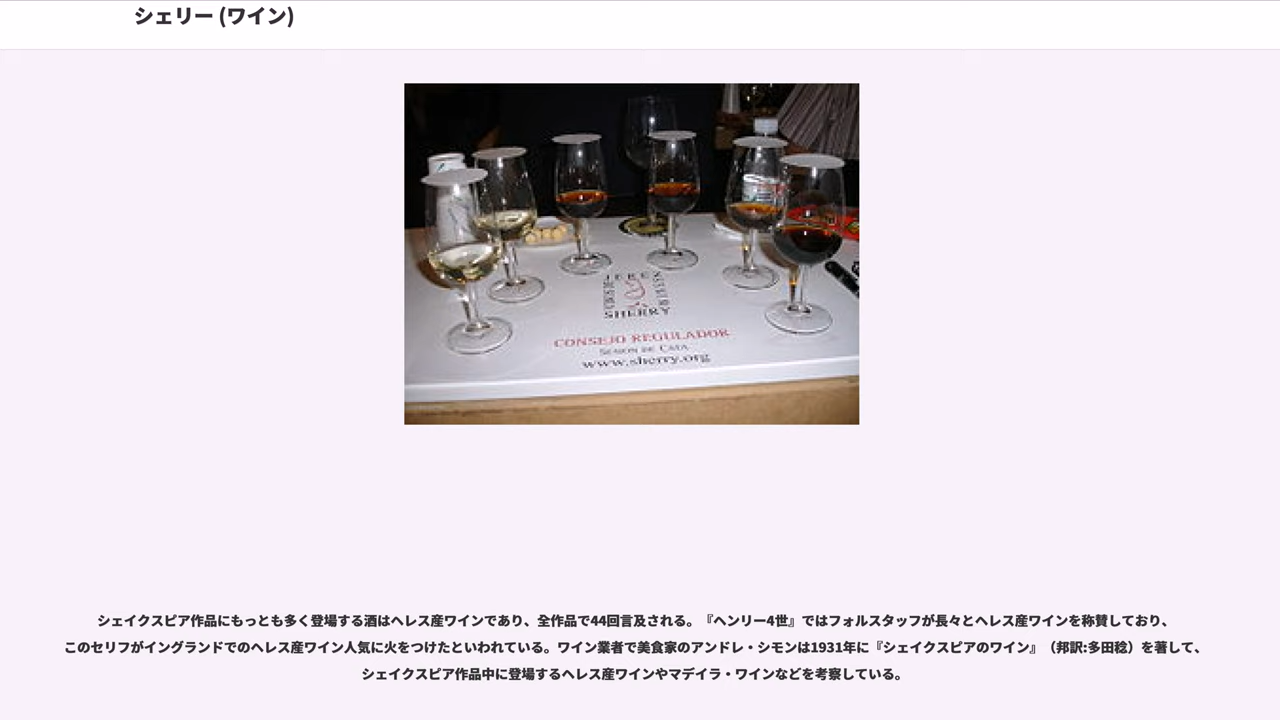 シェリー (ワイン)
JEREZ
SHERRY
CONSEJO REGULADOR
SESION DE CATA
www.sherry.org
シェイクスピア作品にもっとも多く登場する酒はヘレス産ワインであり、全作品で44回言及される。『ヘンリー4世』ではフォルスタッフが長々とヘレス産ワインを称賛しており、
このセリフがイングランドでのヘレス産ワイン人気に火をつけたといわれている。ワイン業者で美食家のアンドレ・シモンは1931年に『シェイクスピアのワイン』（邦訳:多田稔）を著して、
シェイクスピア作品中に登場するヘレス産ワインやマデイラ・ワインなどを考察している。